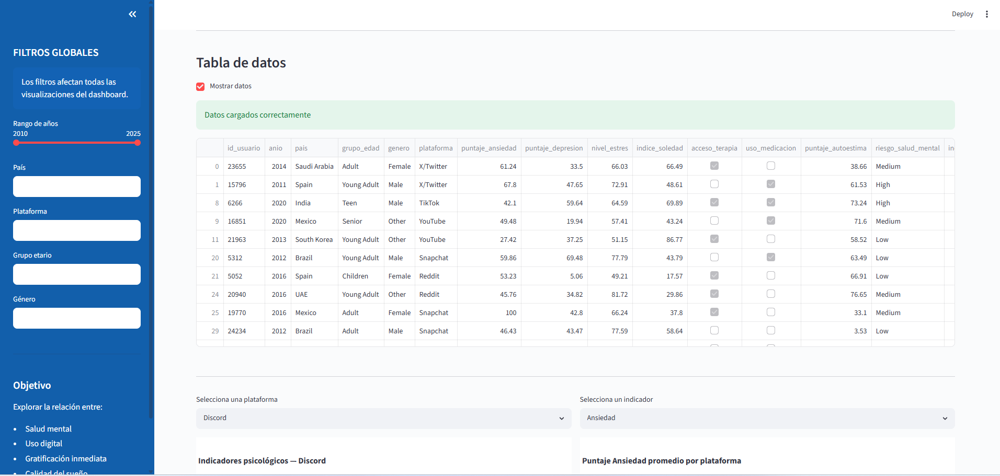 Deploy
FILTROS GLOBALES
Los filtros afectan todas las
visualizaciones del dashboard.
Rango de años
2010 2025
País
Plataforma
Grupo etario
Género
Objetivo
Explorar la relación entre:
• Salud mental
• Uso digital
• Gratificación inmediata
• Calidad del sueño
Tabla de datos
Mostrar datos
Datos cargados correctamente
id_usuario anio pais grupo_edad genero plataforma puntaje_ansiedad puntaje_depresion nivel_estres indice_soledad acceso_terapia uso_medicacion puntaje_autoestima riesgo_salud_mental
0 23655 2014 Saudi Arabia Adult Female X/Twitter 61.24 33.5 66.03 66.49 38.66 Medium
1 15796 2011 Spain Young Adult Male X/Twitter 67.8 47.65 72.91 48.61 61.53 High
8 6266 2020 India Teen Male TikTok 42.1 59.64 64.59 69.89 73.24 High
9 16851 2020 Mexico Senior Other YouTube 49.48 19.94 57.41 43.24 71.6 Medium
11 21963 2013 South Korea Young Adult Other YouTube 27.42 37.25 51.15 86.77 58.52 Low
20 5312 2012 Brazil Young Adult Male Snapchat 59.86 69.48 77.79 43.79 63.49 Low
21 5052 2016 Spain Children Female Reddit 53.23 5.06 49.21 17.57 66.91 Low
24 20940 2016 UAE Young Adult Other Reddit 45.76 34.82 81.72 29.86 76.65 Medium
25 19770 2016 Mexico Adult Female Snapchat 100 42.8 66.24 37.8 33.1 Medium
29 24234 2012 Brazil Adult Male Snapchat 46.43 43.47 77.59 58.64 3.53 Low
Selecciona una plataforma
Discord
Selecciona un indicador
Ansiedad
Indicadores psicológicos — Discord
Puntaje Ansiedad promedio por plataforma